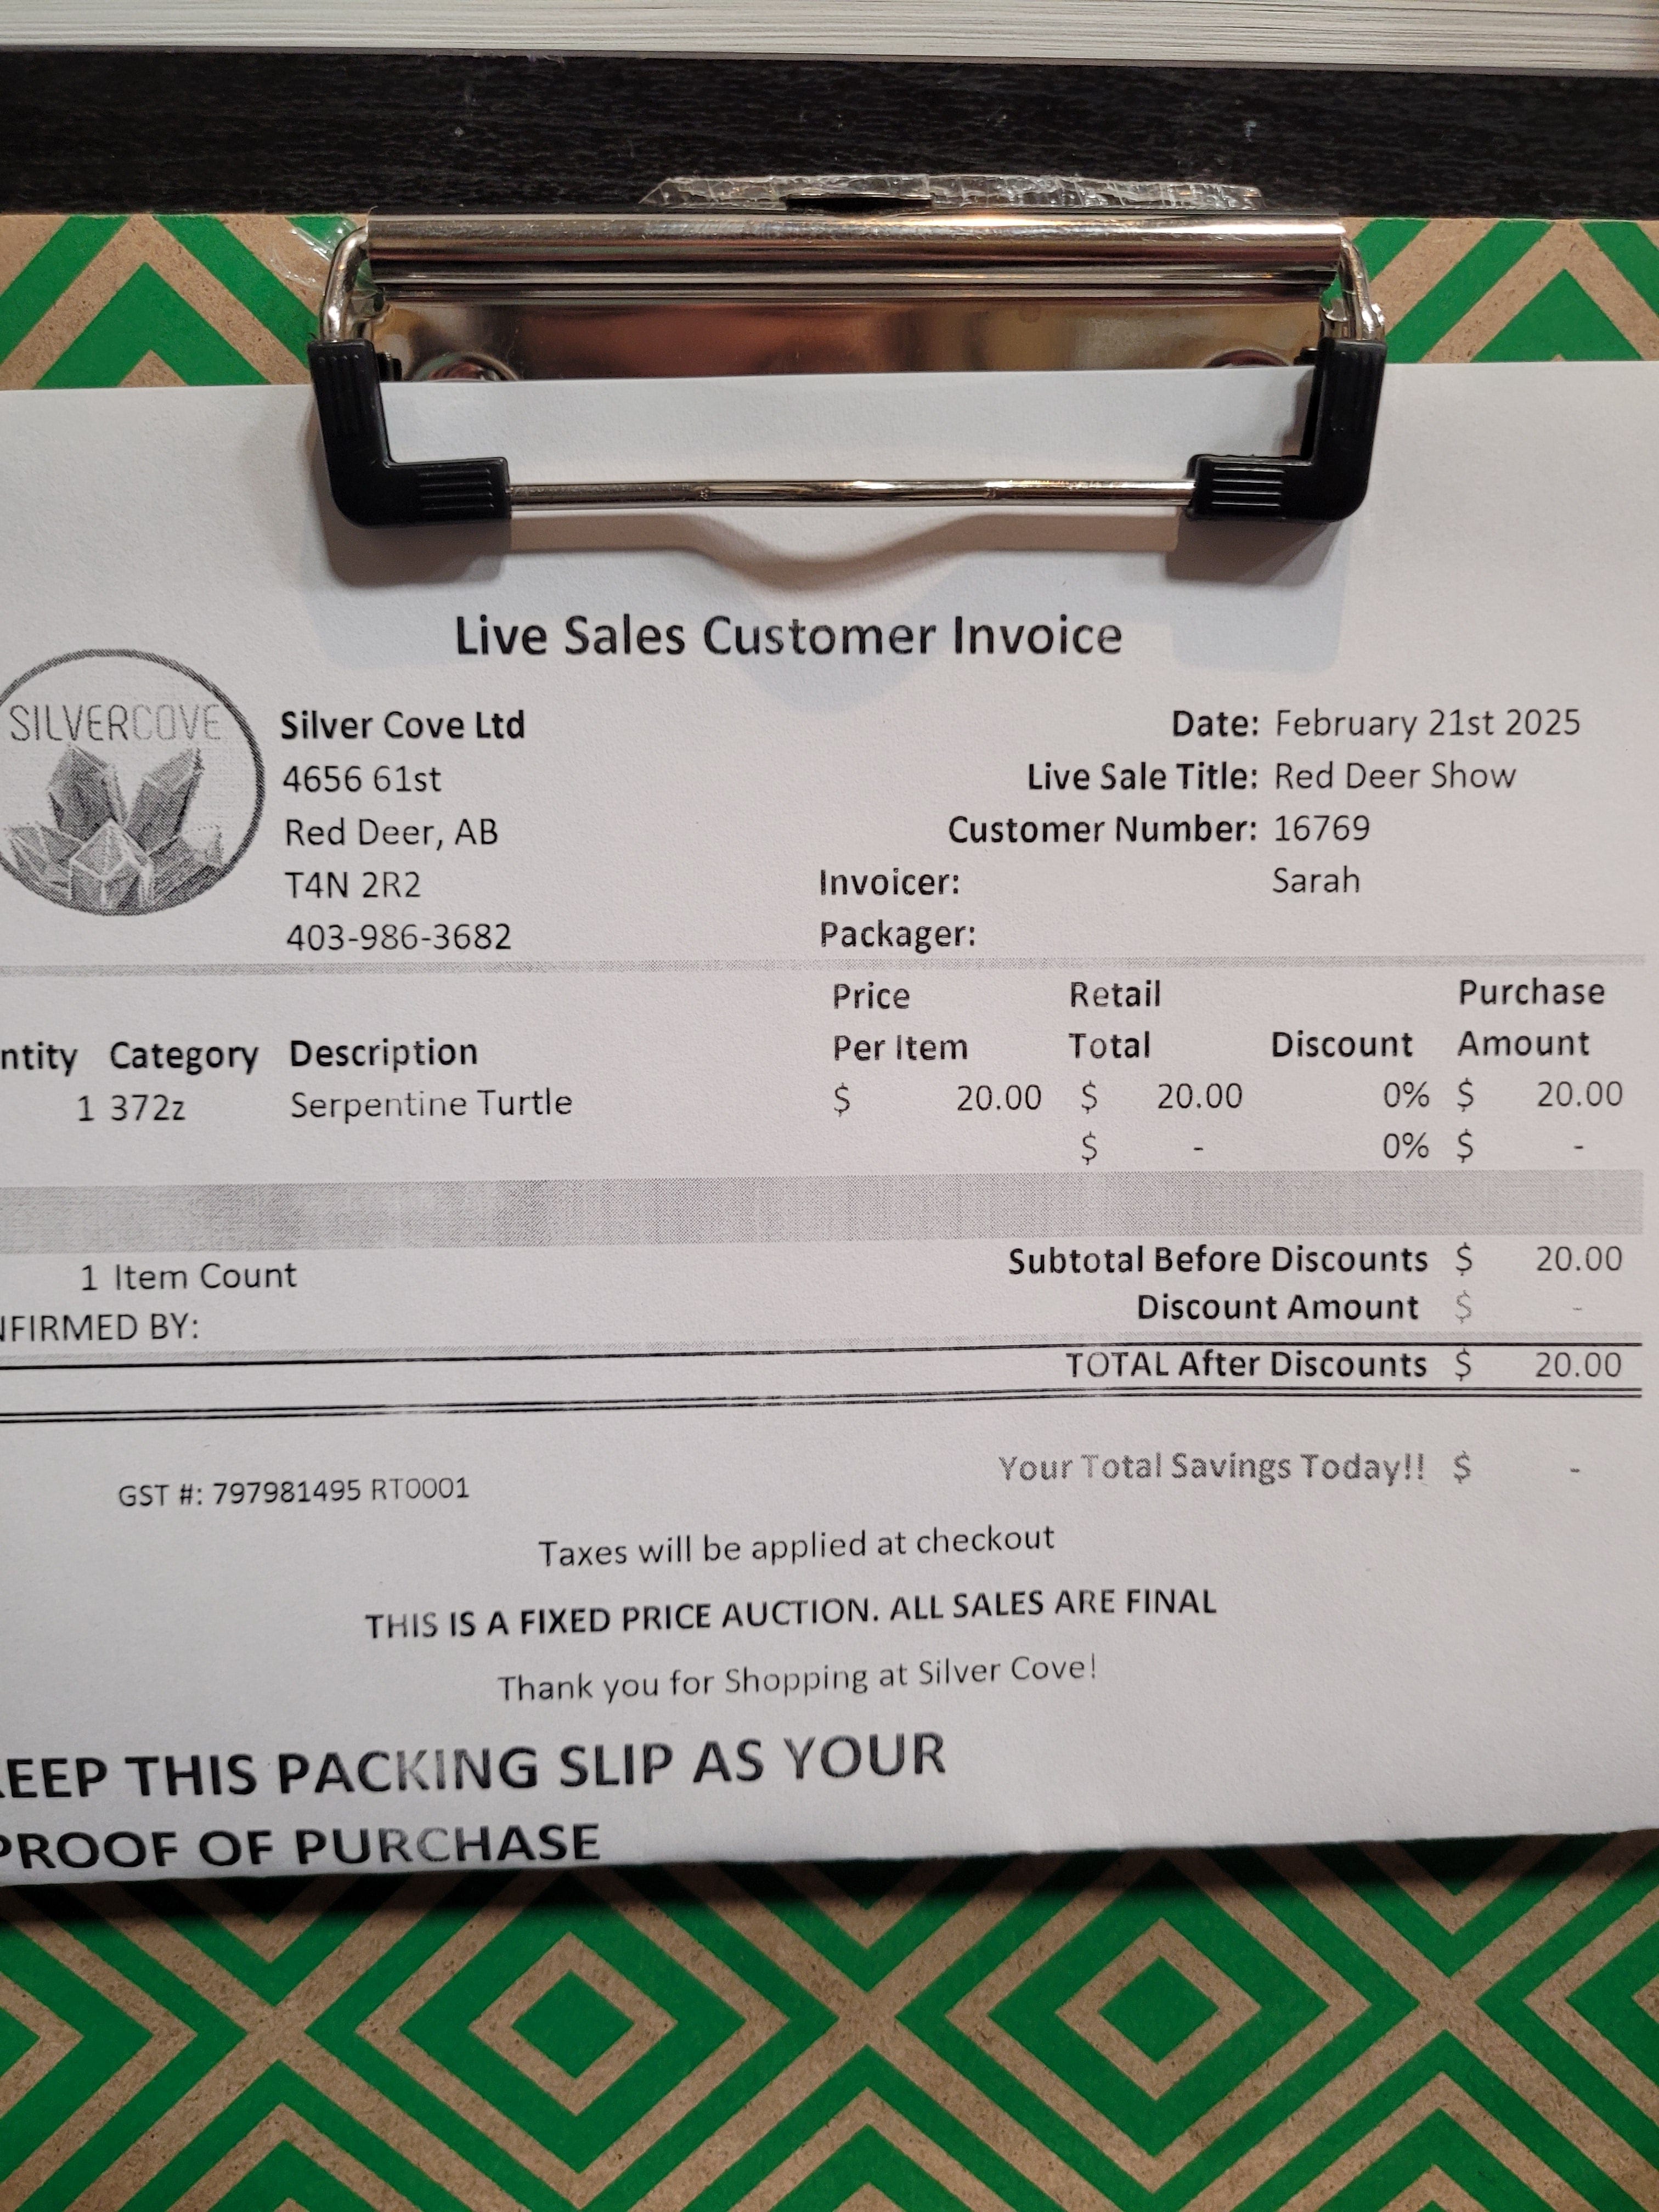 Live Sales Customer Invoice
SILVERCOVE
Silver Cove Ltd
4656 61st
Red Deer, AB
T4N 2R2
403-986-3682
Date: February 21st 2025
Live Sale Title: Red Deer Show
Customer Number: 16769
Invoicer: Sarah
Packager:
Price Retail Purchase
ntity Category Description Per Item Total Discount Amount
1 372z Serpentine Turtle $ 20.00 $ 20.00 0% $ 20.00
$ - 0% $ -
1 Item Count
NFIRMED BY:
Subtotal Before Discounts $ 20.00
Discount Amount $ -
TOTAL After Discounts $ 20.00
Your Total Savings Today!! $ -
GST #: 797981495 RT0001
Taxes will be applied at checkout
THIS IS A FIXED PRICE AUCTION. ALL SALES ARE FINAL
Thank you for Shopping at Silver Cove!
KEEP THIS PACKING SLIP AS YOUR
PROOF OF PURCHASE